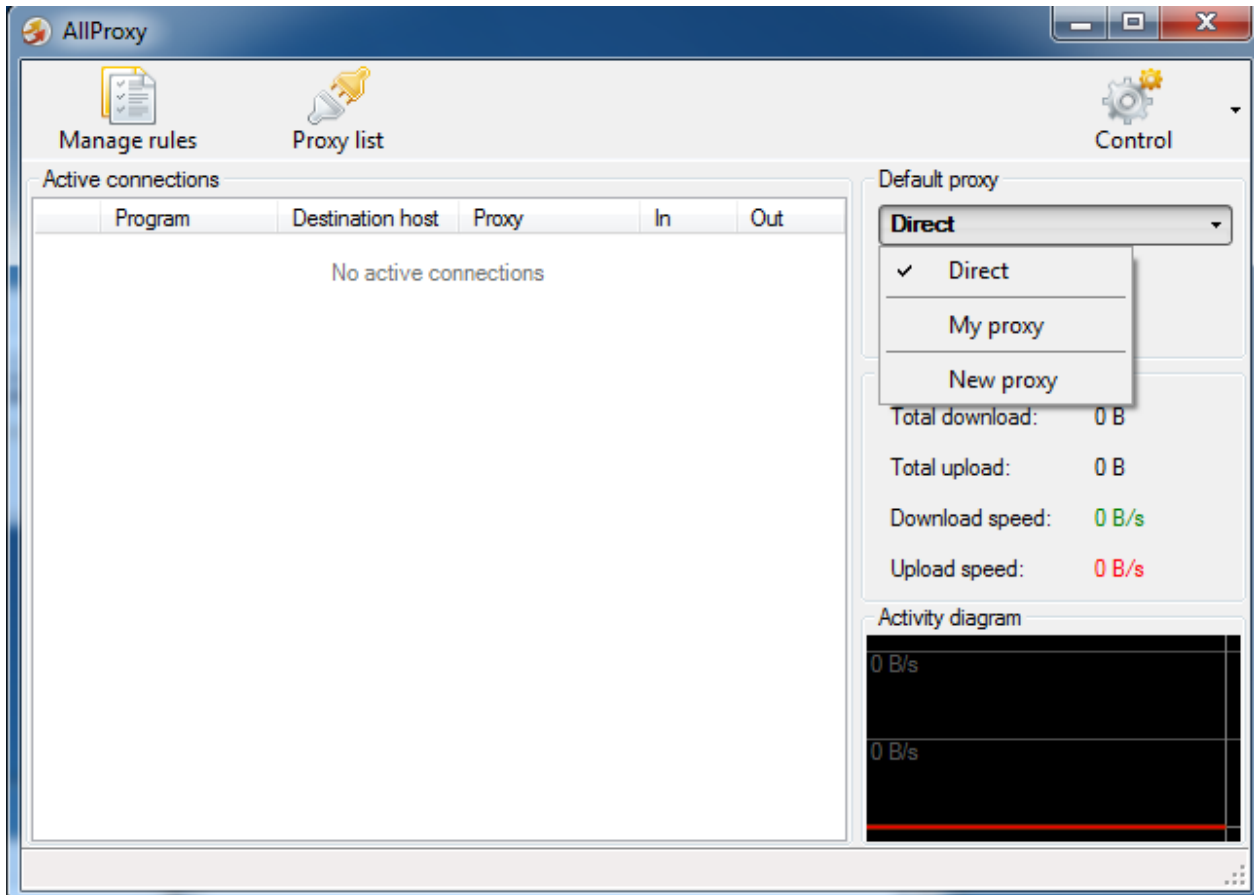 AllProxy
Manage rules
Proxy list
Control
Active connections
Program Destination host Proxy In Out
No active connections
Default proxy
Direct
Direct
My proxy
New proxy
Total download: 0 B
Total upload: 0 B
Download speed: 0 B/s
Upload speed: 0 B/s
Activity diagram
0 B/s
0 B/s